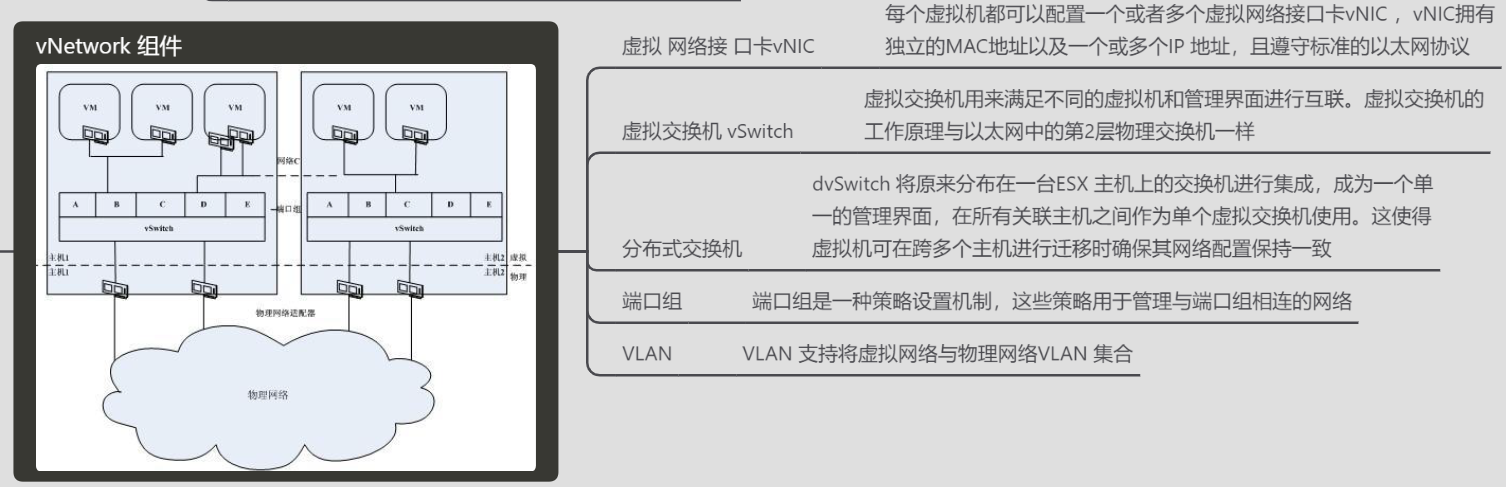 vNetwork 组件
VM VM VM VM VM
网络C
A B C D E 端口组 A B C D E
vSwitch vSwitch
主机1 主机2 虚拟
主机1 主机2 物理
物理网络适配器
物理网络
虚拟 网络接 口卡vNIC
每个虚拟机都可以配置一个或者多个虚拟网络接口卡vNIC ，vNIC拥有
独立的MAC地址以及一个或多个IP 地址，且遵守标准的以太网协议
虚拟交换机 vSwitch
虚拟交换机用来满足不同的虚拟机和管理界面进行互联。虚拟交换机的
工作原理与以太网中的第2层物理交换机一样
分布式交换机
dvSwitch 将原来分布在一台ESX 主机上的交换机进行集成，成为一个单
一的管理界面，在所有关联主机之间作为单个虚拟交换机使用。这使得
虚拟机可在跨多个主机进行迁移时确保其网络配置保持一致
端口组
端口组是一种策略设置机制，这些策略用于管理与端口组相连的网络
VLAN
VLAN 支持将虚拟网络与物理网络VLAN 集合